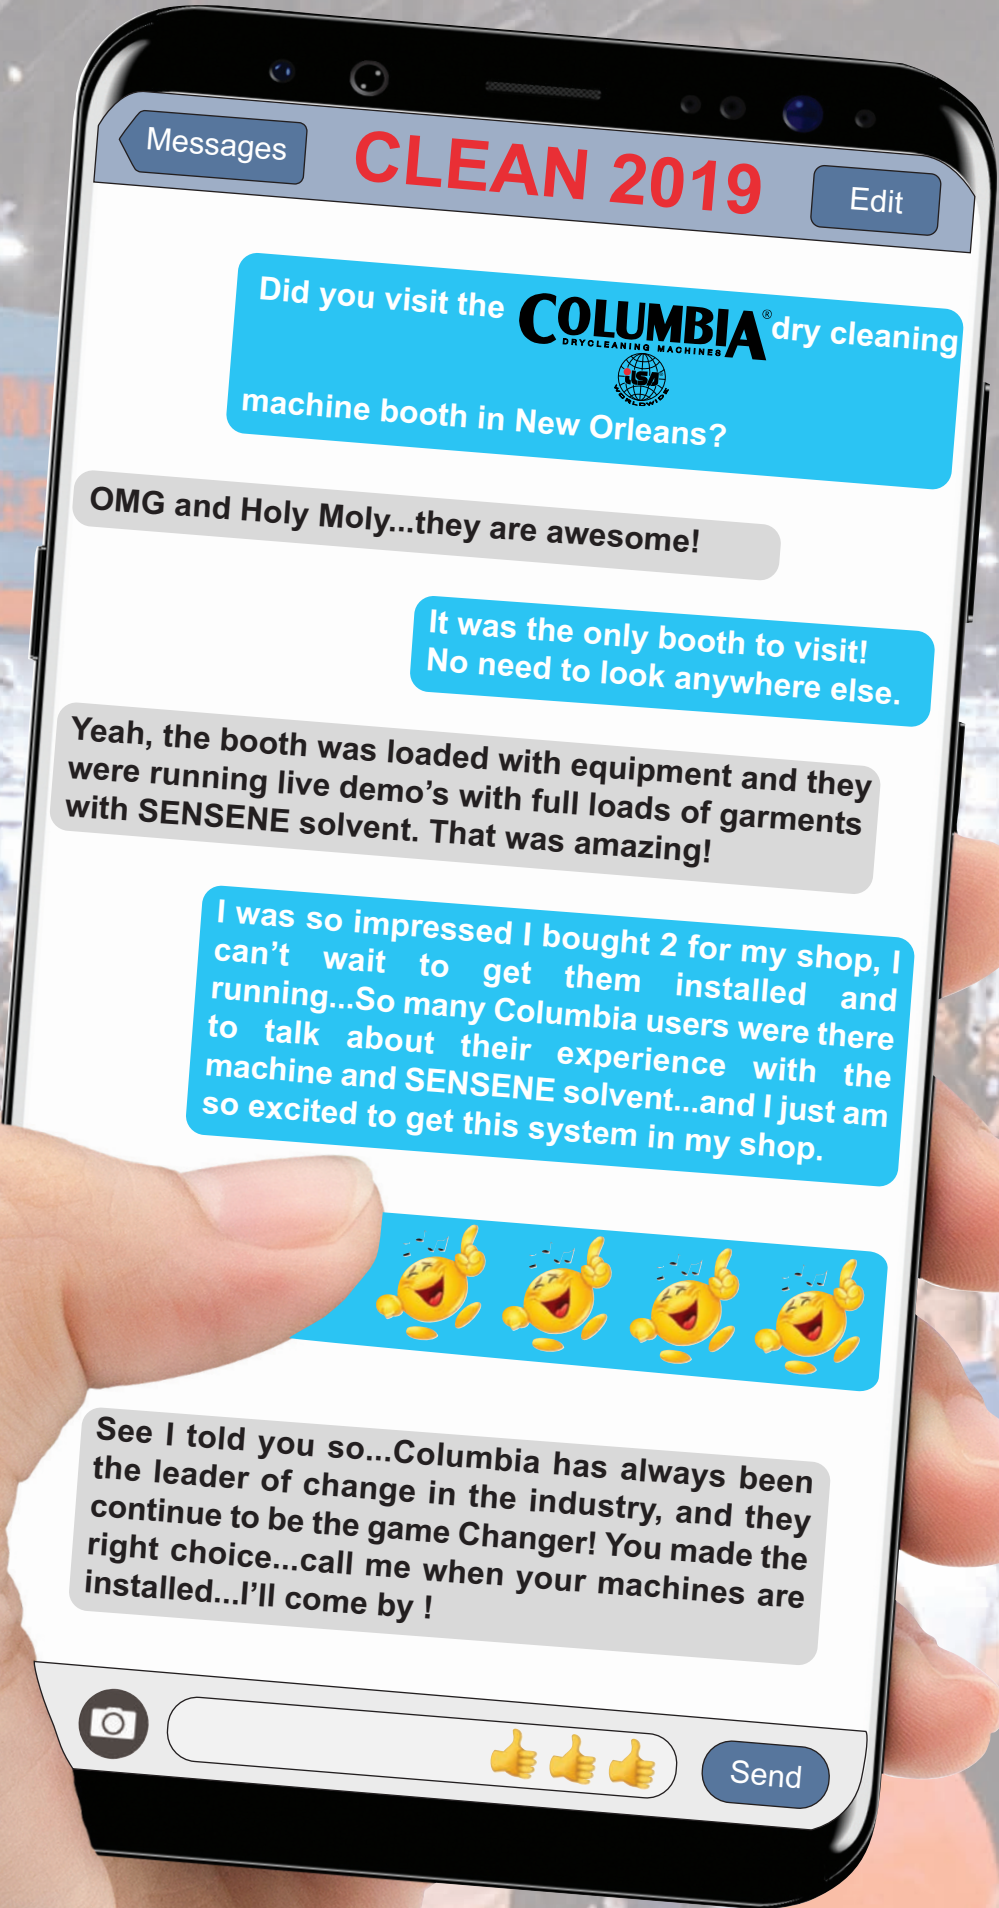 Messages
CLEAN 2019
Edit
Did you visit the COLUMBIA® dry cleaning
DRYCLEANING MACHINES
iLSA
WORLDWIDE
machine booth in New Orleans?
OMG and Holy Moly...they are awesome!
It was the only booth to visit!
No need to look anywhere else.
Yeah, the booth was loaded with equipment and they
were running live demo’s with full loads of garments
with SENSENE solvent. That was amazing!
I was so impressed I bought 2 for my shop, I
can’t wait to get them installed and
running...So many Columbia users were there
to talk about their experience with the
machine and SENSENE solvent...and I just am
so excited to get this system in my shop.
See I told you so...Columbia has always been
the leader of change in the industry, and they
continue to be the game Changer! You made the
right choice...call me when your machines are
installed...I’ll come by !
Send